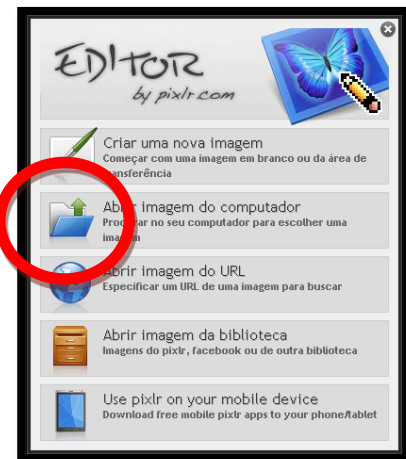 EDITOR
by pixlr.com
Criar uma nova imagem
Começar com uma imagem em branco ou da área de
transferência
Abrir imagem do computador
Procurar no seu computador para escolher uma
imagem
Abrir imagem do URL
Especificar um URL de uma imagem para buscar
Abrir imagem da biblioteca
Imagens do pixlr, facebook ou de outra biblioteca
Use pixlr on your mobile device
Download free mobile pixlr apps to your phone/tablet